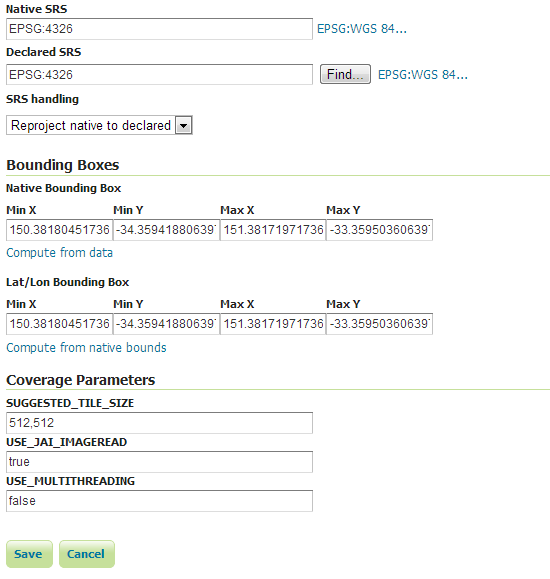 Native SRS
EPSG:4326 EPSG:WGS 84...
Declared SRS
EPSG:4326 Find... EPSG:WGS 84...
SRS handling
Reproject native to declared
Bounding Boxes
Native Bounding Box
Min X Min Y Max X Max Y
150.38180451736 -34.35941880639 151.38171971736 -33.35950360639
Compute from data
Lat/Lon Bounding Box
Min X Min Y Max X Max Y
150.38180451736 -34.35941880639 151.38171971736 -33.35950360639
Compute from native bounds
Coverage Parameters
SUGGESTED_TILE_SIZE
512,512
USE_JAI_IMAGEREAD
true
USE_MULTITHREADING
false
Save Cancel